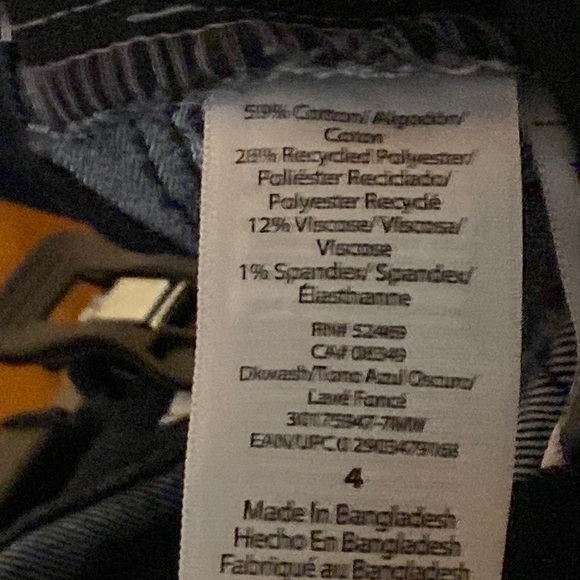 59% Cotton/ Algodón/
Coton
28% Recycled Polyester/
Poliéster Reciclado/
Polyester Recyclé
12% Viscose/ Viscosa/
Viscose
1% Spandex/ Spandex/
Élasthanne
RN# 52469
CA# 08349
Dkwash/Tono Azul Oscuro/
Lavé Foncé
EAN/UPC
4
Made In Bangladesh
Hecho En Bangladesh
Fabriqué au Bangladesh